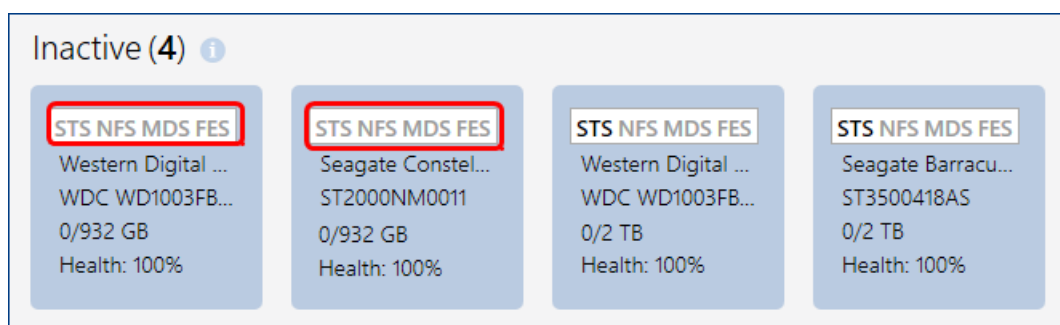 Inactive (4)
STS NFS MDS FES
Western Digital ...
WDC WD1003FB...
0/932 GB
Health: 100%
STS NFS MDS FES
Seagate Constel...
ST2000NM0011
0/932 GB
Health: 100%
STS NFS MDS FES
Western Digital ...
WDC WD1003FB...
0/2 TB
Health: 100%
STS NFS MDS FES
Seagate Barracu...
ST3500418AS
0/2 TB
Health: 100%